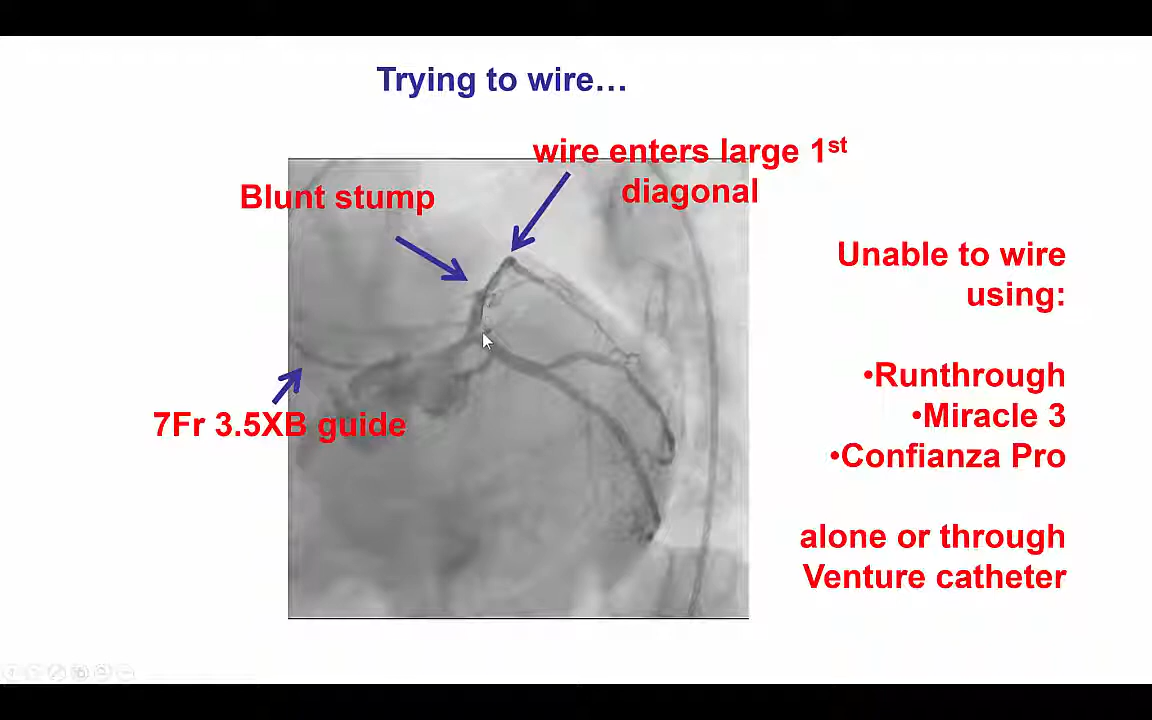 Trying to wire…
wire enters large 1st
diagonal
Blunt stump
Unable to wire
using:
•Runthrough
•Miracle 3
•Confianza Pro
7Fr 3.5XB guide
alone or through
Venture catheter